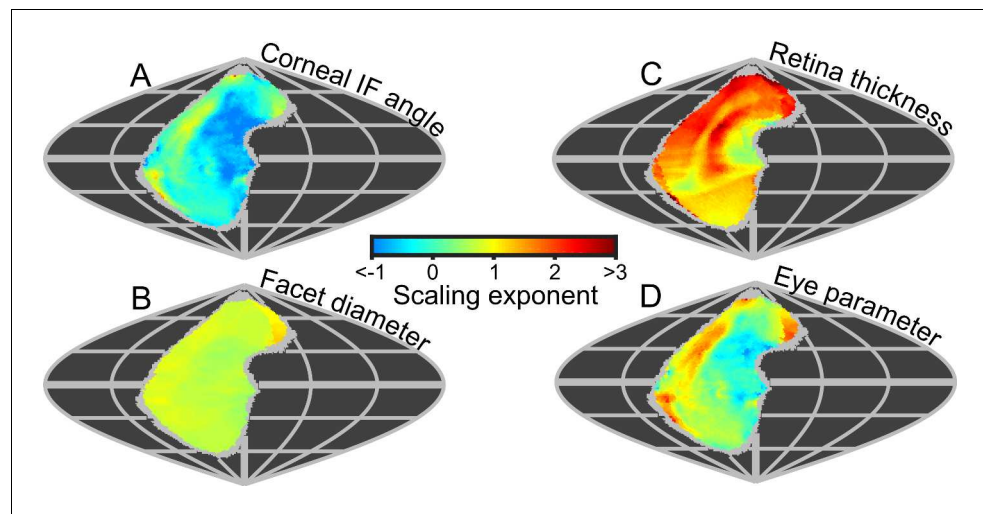 A
Corneal IF angle
C
Retina thickness
<-1 0 1 2 >3
Scaling exponent
B
Facet diameter
D
Eye parameter